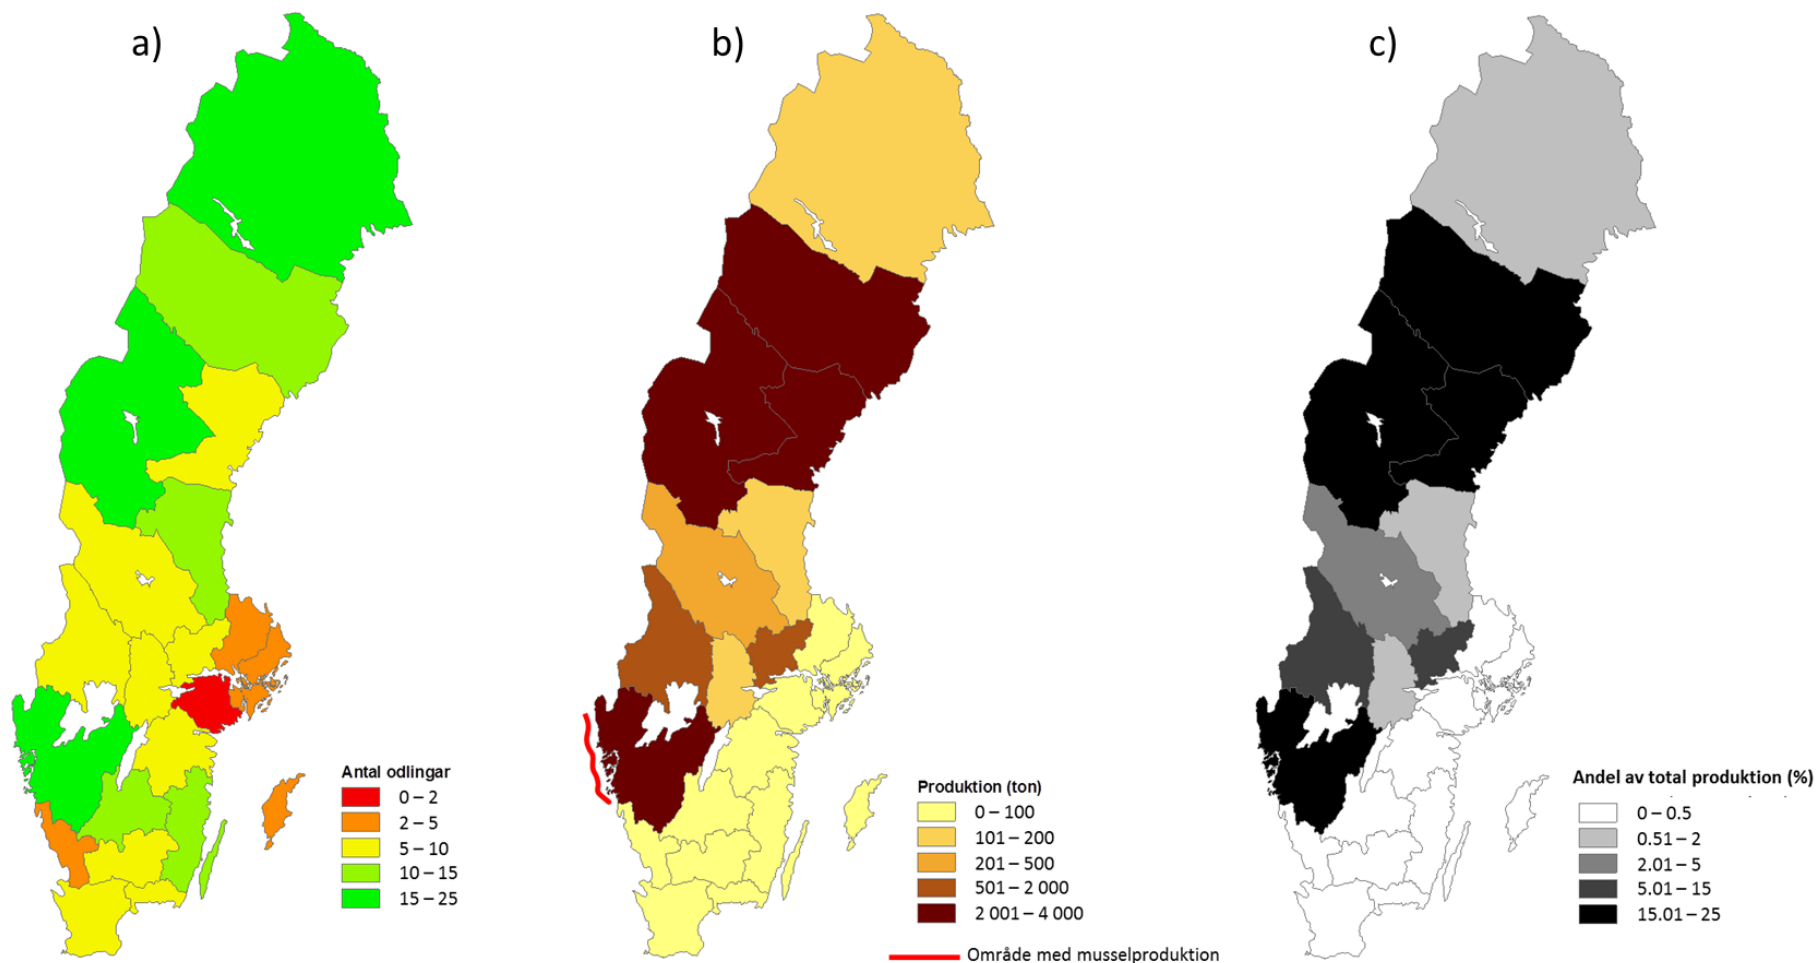 a)
b)
c)
Antal odlingar
0 – 2
2 – 5
5 – 10
10 – 15
15 – 25
Produktion (ton)
0 – 100
101 – 200
201 – 500
501 – 2 000
2 001 – 4 000
Område med musselproduktion
Andel av total produktion (%)
0 – 0.5
0.51 – 2
2.01 – 5
5.01 – 15
15.01 – 25